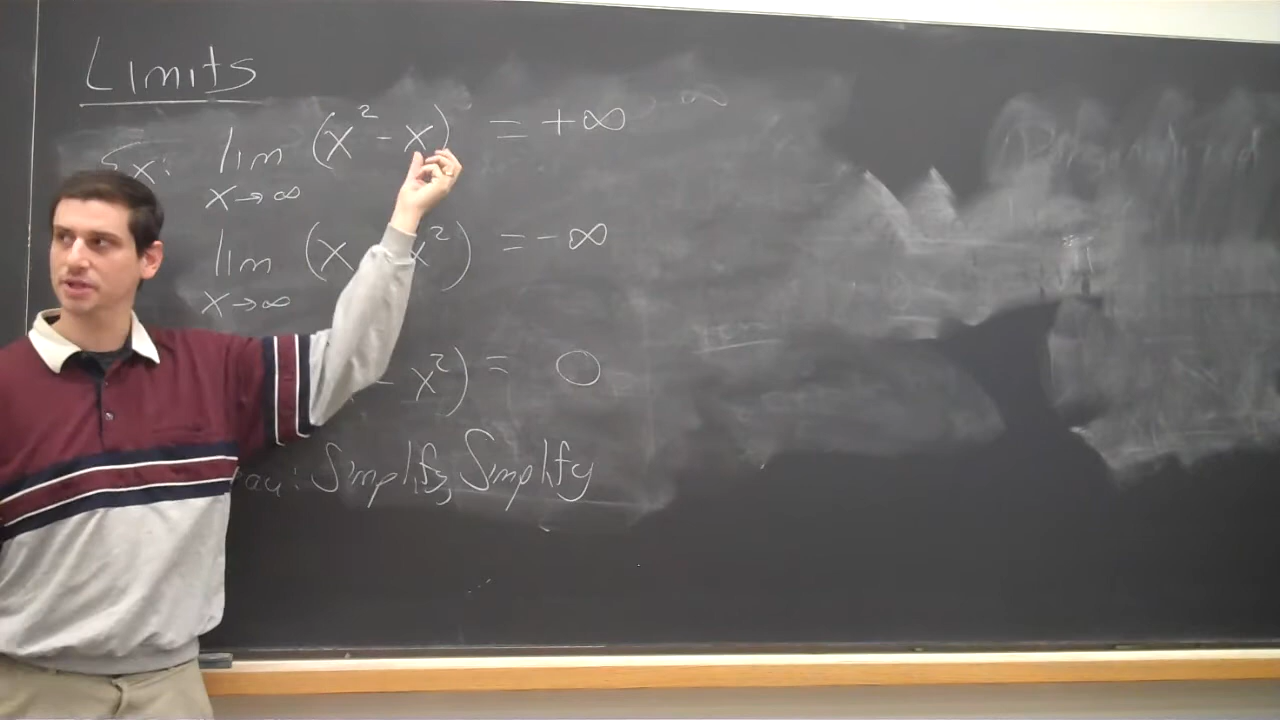 Limits
Ex: lim (x² - x) = +∞
x→∞
lim (x x²) = -∞
x→∞
- x²) = 0
Simplify, Simplify